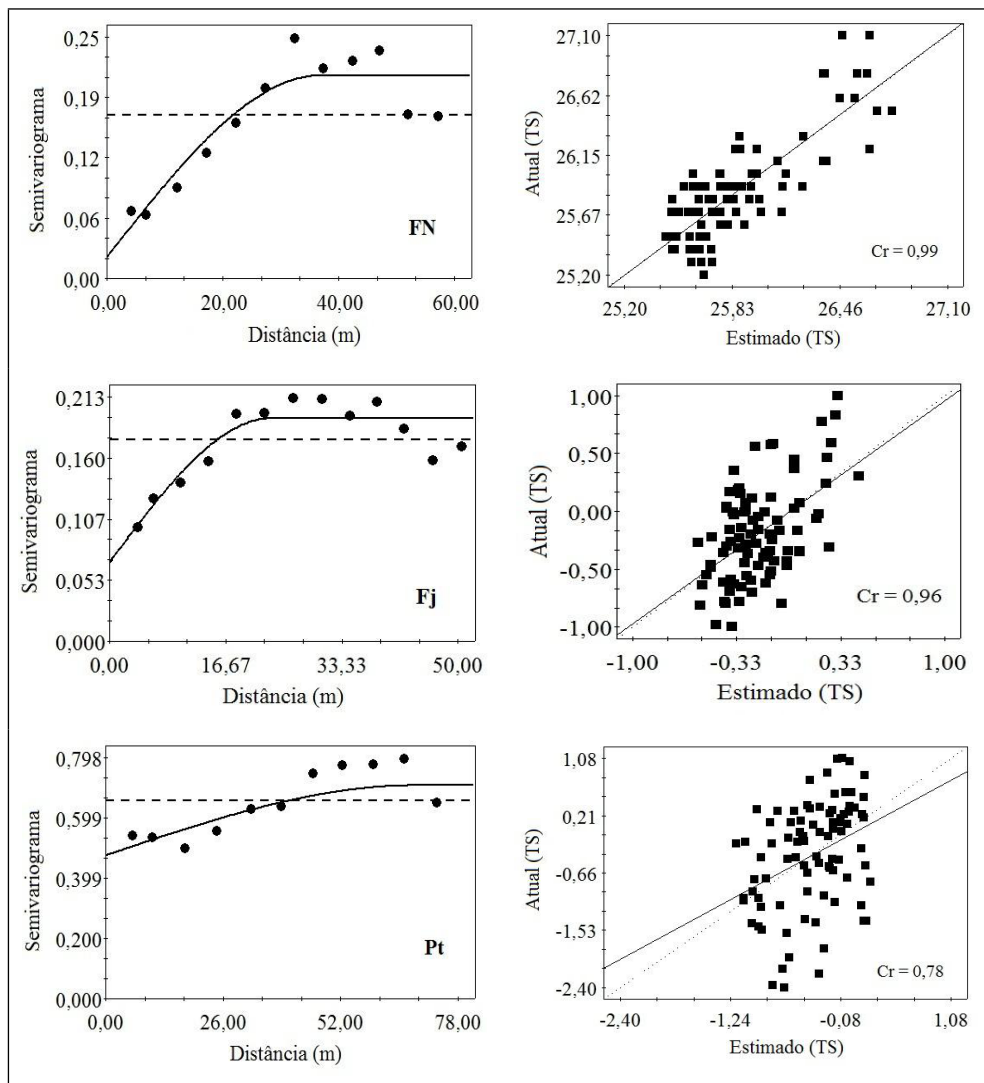 0,25
0,19
0,12
0,06
0,00
Semivariograma
FN
0,00 20,00 40,00 60,00
Distância (m)
27,10
26,62
26,15
25,67
25,20
Atual (TS)
Cr = 0,99
25,20 25,83 26,46 27,10
Estimado (TS)
0,213
0,160
0,107
0,053
0,000
Semivariograma
Fj
0,00 16,67 33,33 50,00
Distância (m)
1,00
0,50
0,00
-0,50
-1,00
Atual (TS)
Cr = 0,96
-1,00 -0,33 0,33 1,00
Estimado (TS)
0,798
0,599
0,399
0,200
0,000
Semivariograma
Pt
0,00 26,00 52,00 78,00
Distância (m)
1,08
0,21
-0,66
-1,53
-2,40
Atual (TS)
Cr = 0,78
-2,40 -1,24 -0,08 1,08
Estimado (TS)